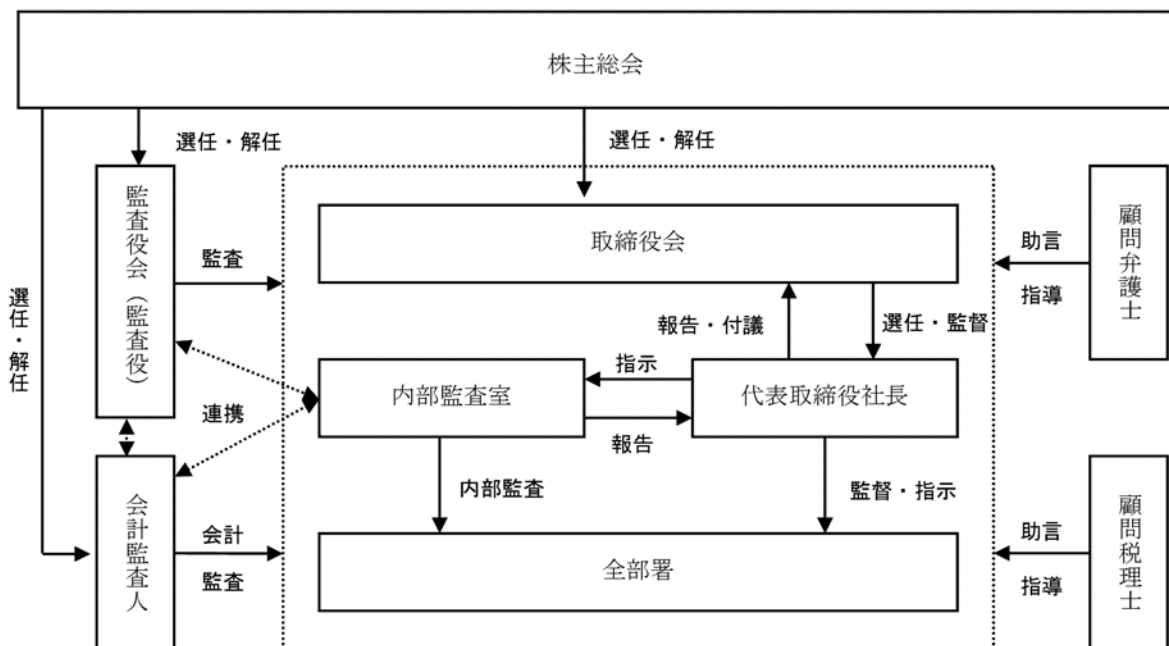 株主総会
選任・解任
選任・解任
選任・解任
監査役会（監査役）
監査
取締役会
助言
指導
顧問弁護士
報告・付議
選任・監督
内部監査室
指示
報告
代表取締役社長
連携
内部監査
監督・指示
会計監査人
会計
監査
全部署
助言
指導
顧問税理士